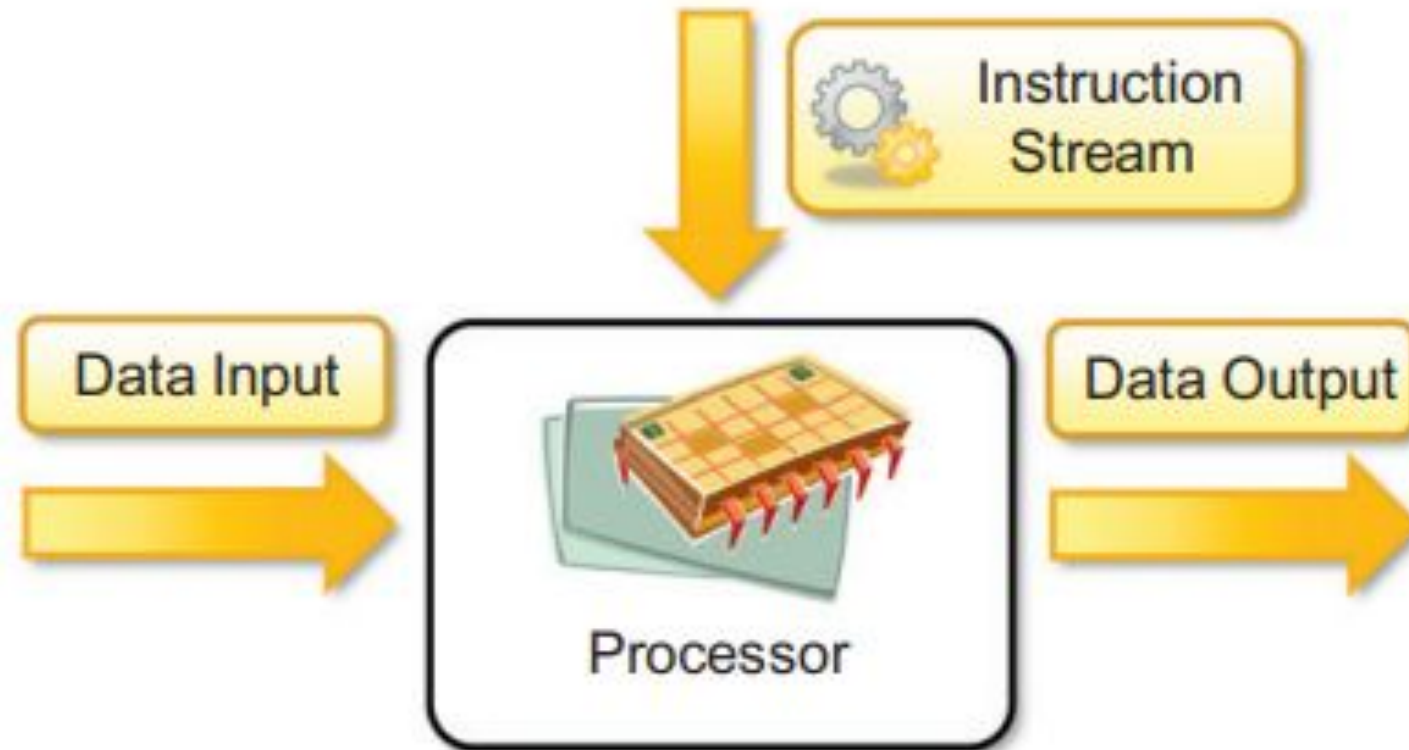 Instruction
Stream
Data Input
Data Output
Processor